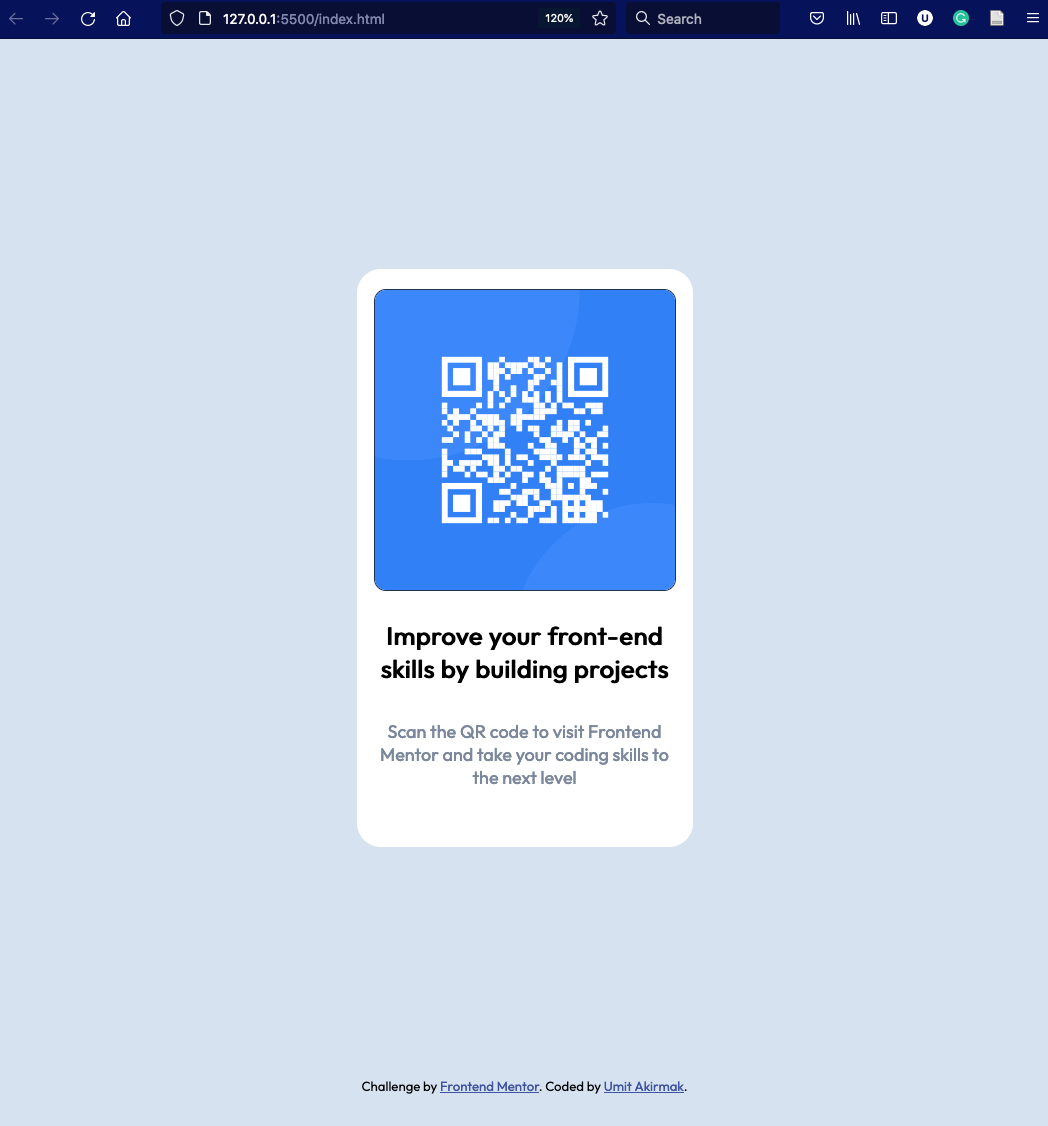 127.0.0.1:5500/index.html 120% Search
U
Improve your front-end
skills by building projects
Scan the QR code to visit Frontend
Mentor and take your coding skills to
the next level
Challenge by Frontend Mentor. Coded by Umit Akirmak.